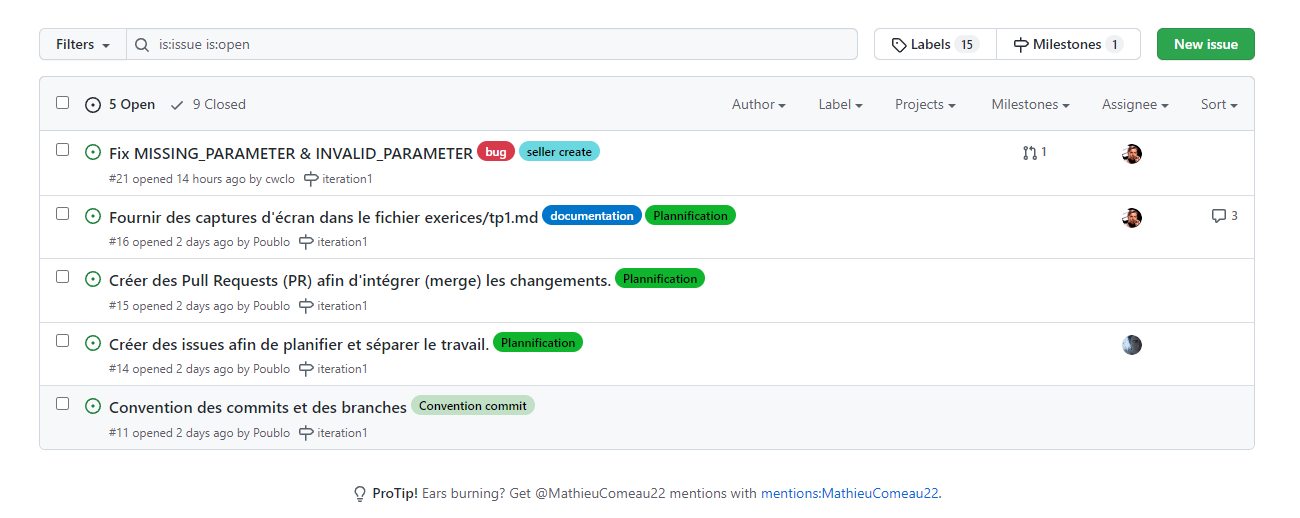 Filters is:issue is:open Labels 15 Milestones 1 New issue
5 Open 9 Closed Author Label Projects Milestones Assignee Sort
Fix MISSING_PARAMETER & INVALID_PARAMETER bug seller create 1
#21 opened 14 hours ago by cwclo iteration1
Fournir des captures d'écran dans le fichier exerices/tp1.md documentation Plannification 3
#16 opened 2 days ago by Poublo iteration1
Créer des Pull Requests (PR) afin d'intégrer (merge) les changements. Plannification
#15 opened 2 days ago by Poublo iteration1
Créer des issues afin de planifier et séparer le travail. Plannification
#14 opened 2 days ago by Poublo iteration1
Convention des commits et des branches Convention commit
#11 opened 2 days ago by Poublo iteration1
ProTip! Ears burning? Get @MathieuComeau22 mentions with mentions:MathieuComeau22.